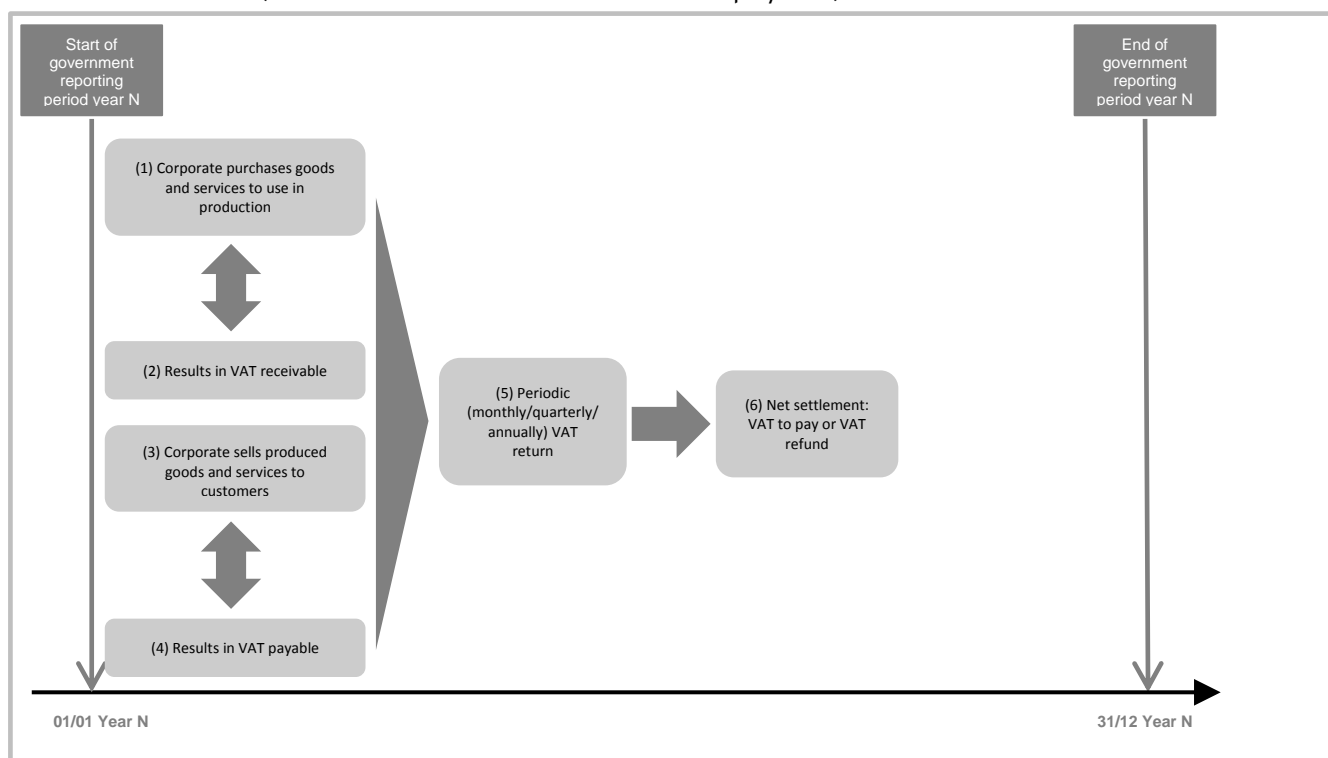 Start of
government
reporting
period year N
End of
government
reporting
period year N
(1) Corporate purchases goods
and services to use in
production
(2) Results in VAT receivable
(3) Corporate sells produced
goods and services to
customers
(4) Results in VAT payable
(5) Periodic
(monthly/quarterly/
annually) VAT
return
(6) Net settlement:
VAT to pay or VAT
refund
01/01 Year N
31/12 Year N